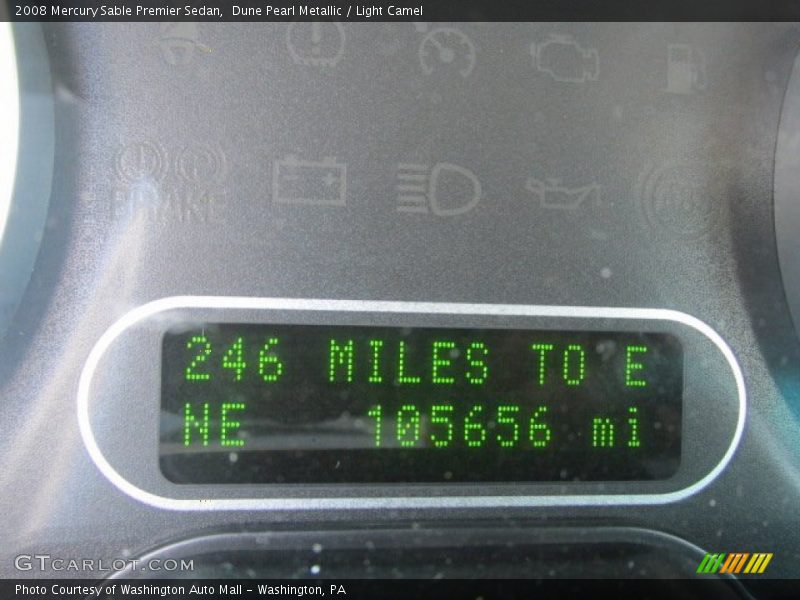 2008 Mercury Sable Premier Sedan,  Dune Pearl Metallic / Light Camel
BRAKE
246 MILES TO E
NE 105656 mi
GTCARLOT.COM
Photo Courtesy of Washington Auto Mall - Washington, PA